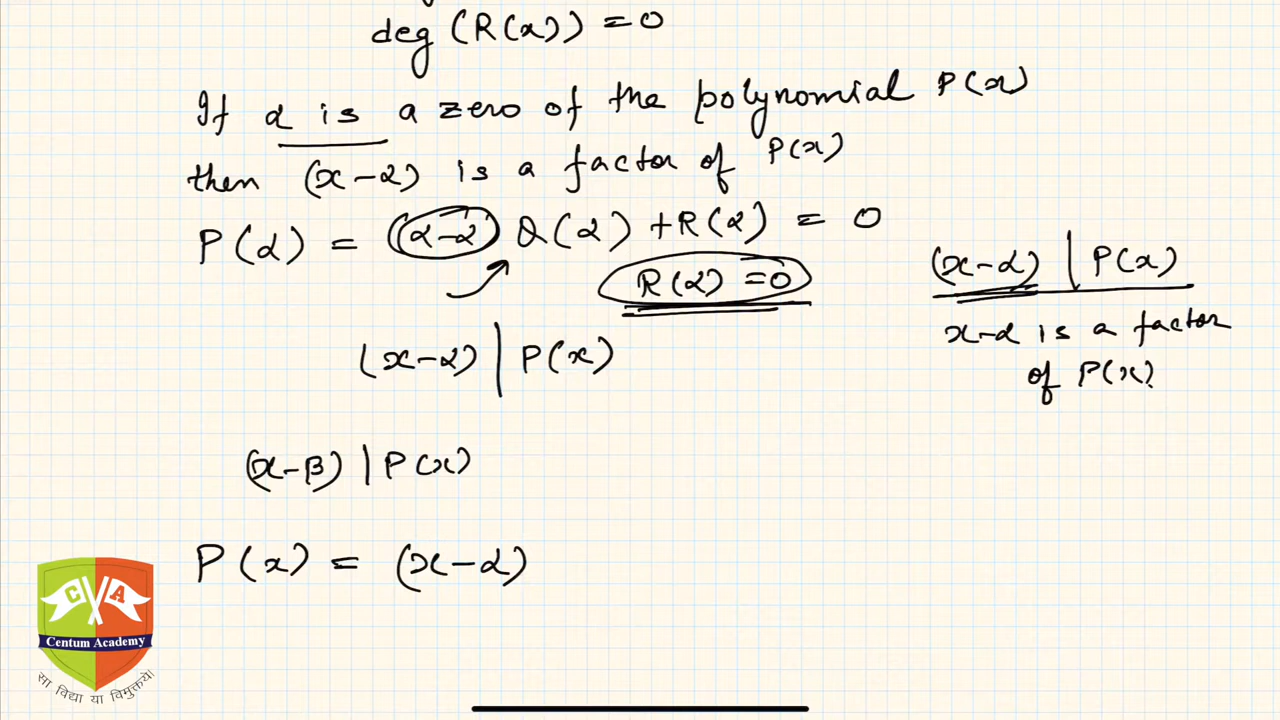 deg (R(x)) = 0
If α is a zero of the polynomial P(x)
then (x-α) is a factor of P(x)
P(α) = (α-α) Q(α) + R(α) = 0
R(α) = 0
(x-α) | P(x)
x-α is a factor
of P(x)
(x-α) | P(x)
(x-β) | P(x)
P(x) = (x-α)
C A
Centum Academy
सा विद्या या विमुक्तये।